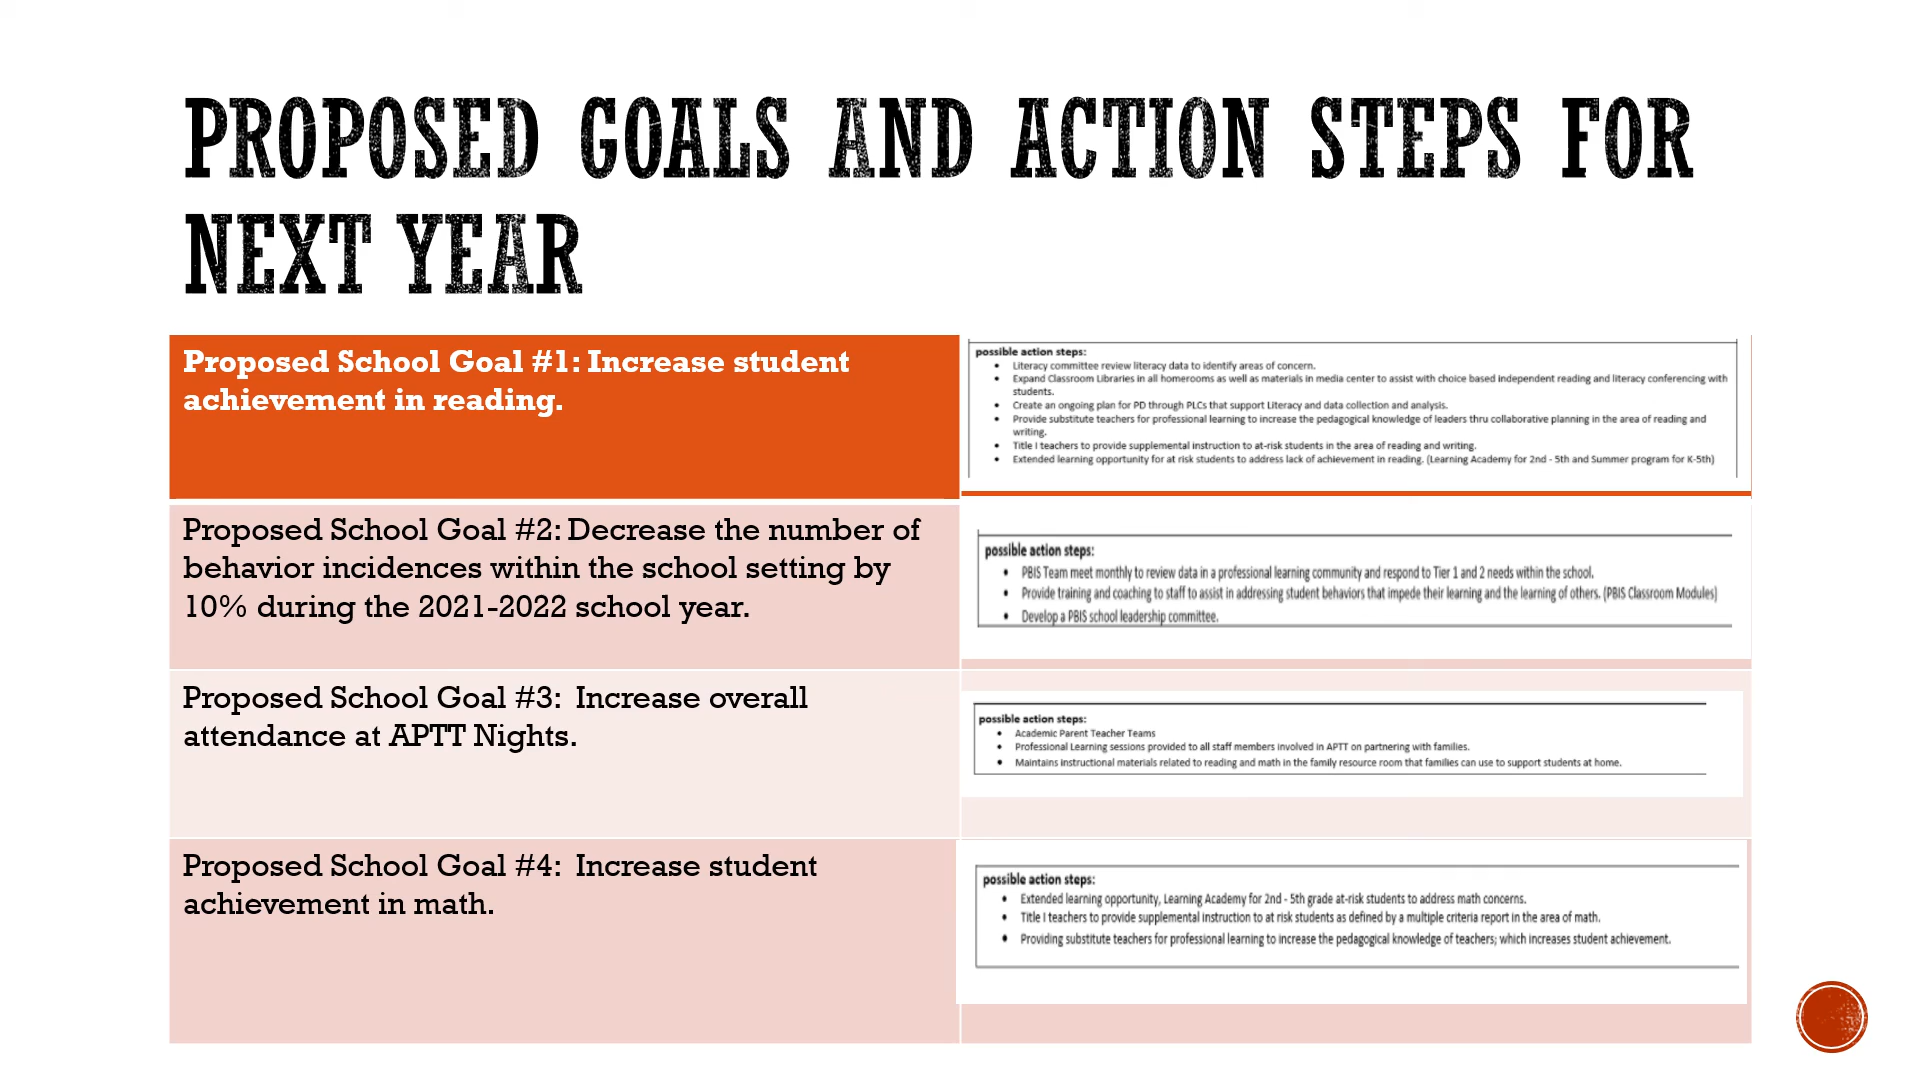 PROPOSED GOALS AND ACTION STEPS FOR
NEXT YEAR
Proposed School Goal #1: Increase student
achievement in reading.
possible action steps:
• Literacy committee review literacy data to identify areas of concern.
• Expand Classroom Libraries in all homerooms as well as materials in media center to assist with choice based independent reading and literacy conferencing with
students.
• Create an ongoing plan for PD through PLCs that support Literacy and data collection and analysis.
• Provide substitute teachers for professional learning to increase the pedagogical knowledge of leaders thru collaborative planning in the area of reading and
writing.
• Title I teachers to provide supplemental instruction to at-risk students in the area of reading and writing.
• Extended learning opportunity for at risk students to address lack of achievement in reading. (Learning Academy for 2nd - 5th and Summer program for K-5th)
Proposed School Goal #2: Decrease the number of
behavior incidences within the school setting by
10% during the 2021-2022 school year.
possible action steps:
• PBIS Team meet monthly to review data in a professional learning community and respond to Tier 1 and 2 needs within the school.
• Provide training and coaching to staff to assist in addressing student behaviors that impede their learning and the learning of others. (PBIS Classroom Modules)
• Develop a PBIS school leadership committee.
Proposed School Goal #3: Increase overall
attendance at APTT Nights.
possible action steps:
• Academic Parent Teacher Teams
• Professional Learning sessions provided to all staff members involved in APTT on partnering with families.
• Maintains instructional materials related to reading and math in the family resource room that families can use to support students at home.
Proposed School Goal #4: Increase student
achievement in math.
possible action steps:
• Extended learning opportunity, Learning Academy for 2nd - 5th grade at-risk students to address math concerns.
• Title I teachers to provide supplemental instruction to at risk students as defined by a multiple criteria report in the area of math.
• Providing substitute teachers for professional learning to increase the pedagogical knowledge of teachers; which increases student achievement.